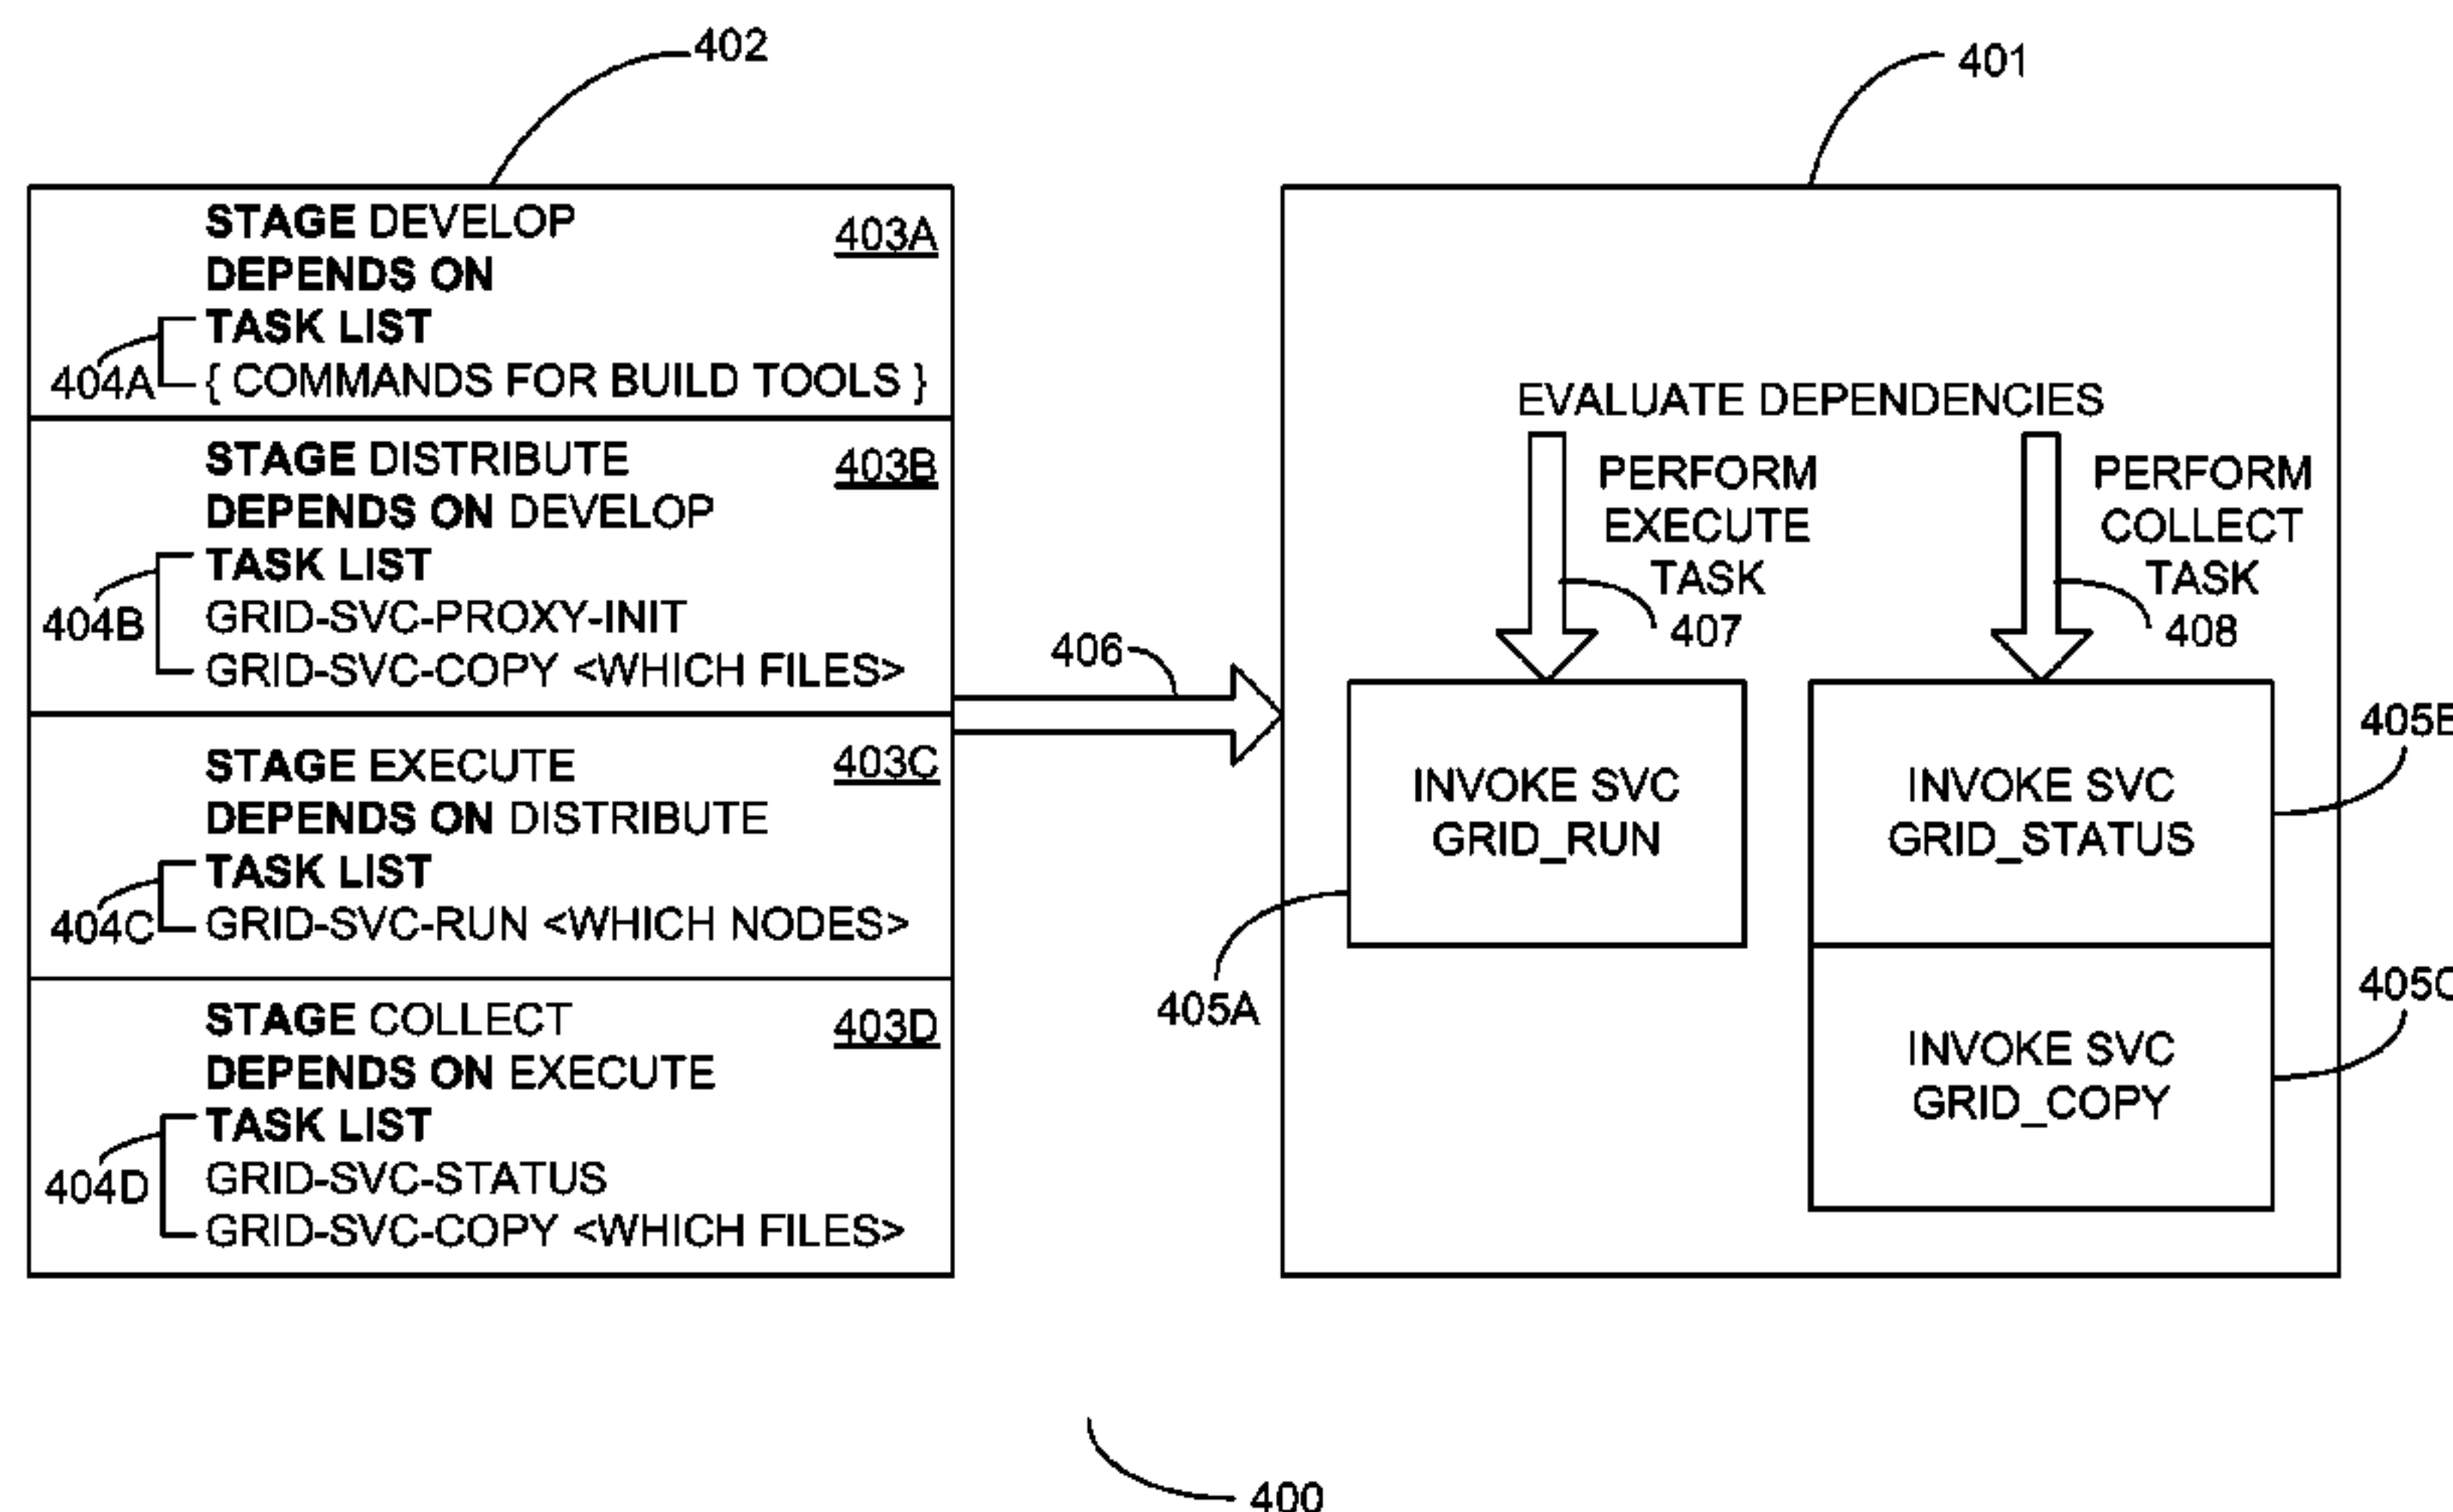 402
401
STAGE DEVELOP
403A
DEPENDS ON
TASK LIST
404A
{ COMMANDS FOR BUILD TOOLS }
STAGE DISTRIBUTE
403B
DEPENDS ON DEVELOP
TASK LIST
404B
GRID-SVC-PROXY-INIT
GRID-SVC-COPY <WHICH FILES>
STAGE EXECUTE
403C
DEPENDS ON DISTRIBUTE
TASK LIST
404C
GRID-SVC-RUN <WHICH NODES>
STAGE COLLECT
403D
DEPENDS ON EXECUTE
TASK LIST
404D
GRID-SVC-STATUS
GRID-SVC-COPY <WHICH FILES>
406
EVALUATE DEPENDENCIES
PERFORM
EXECUTE
TASK
407
PERFORM
COLLECT
TASK
408
INVOKE SVC
GRID_RUN
405A
INVOKE SVC
GRID_STATUS
405B
INVOKE SVC
GRID_COPY
405C
400